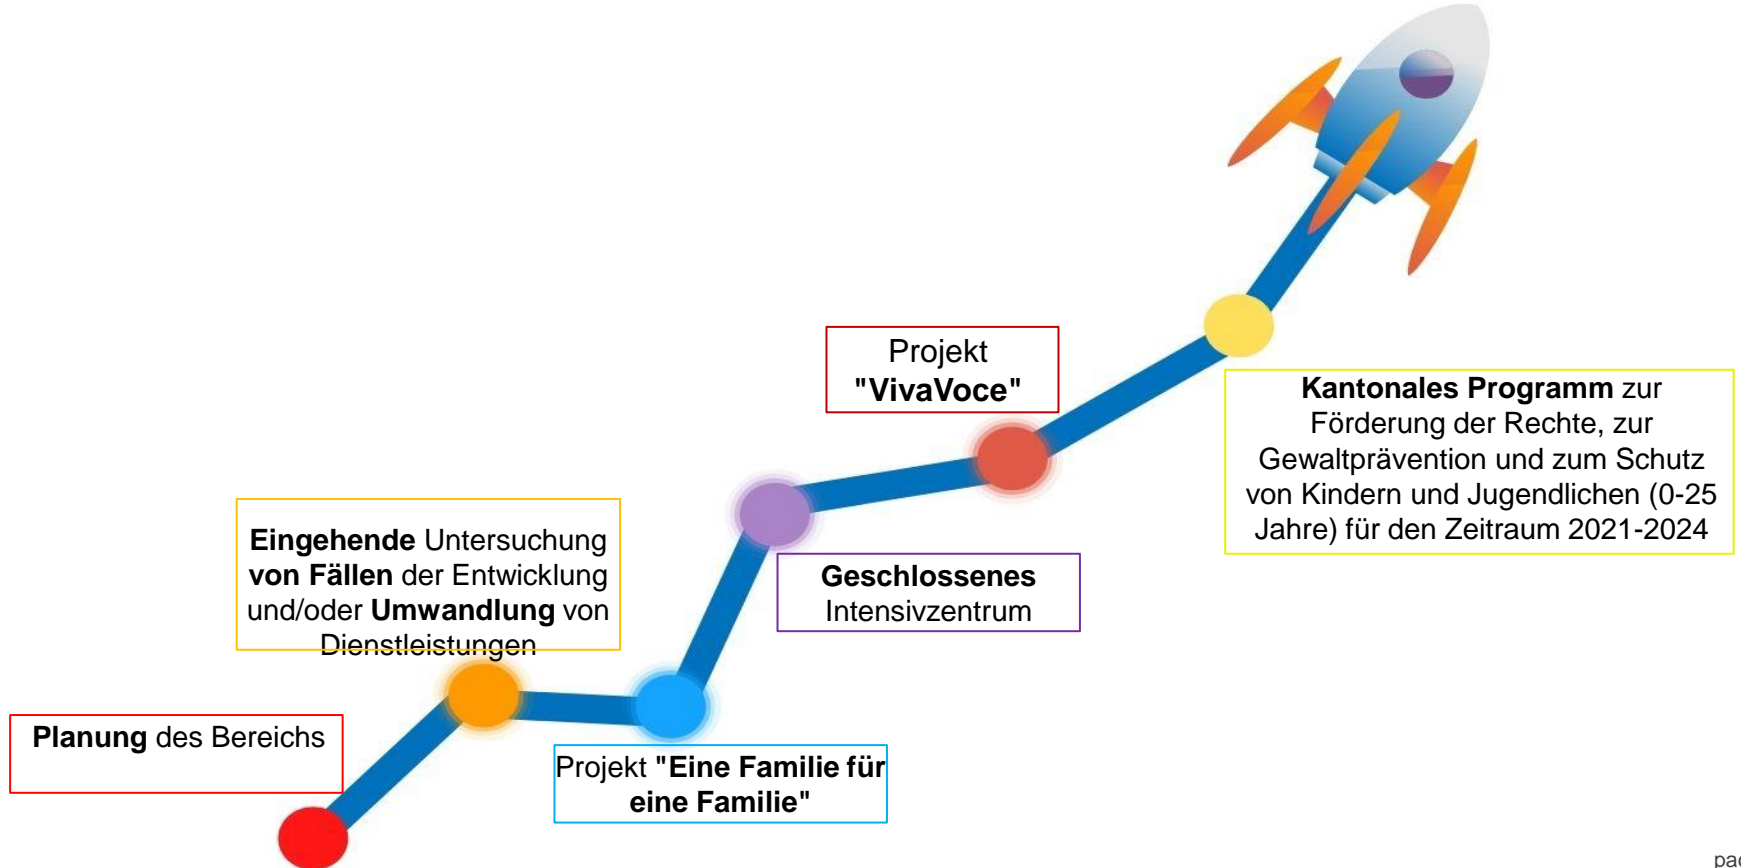 Projekt
"VivaVoce"
Kantonales Programm zur
Förderung der Rechte, zur
Gewaltprävention und zum Schutz
von Kindern und Jugendlichen (0-25
Jahre) für den Zeitraum 2021-2024
Eingehende Untersuchung
von Fällen der Entwicklung
und/oder Umwandlung von
Dienstleistungen
Geschlossenes
Intensivzentrum
Planung des Bereichs
Projekt "Eine Familie für
eine Familie"